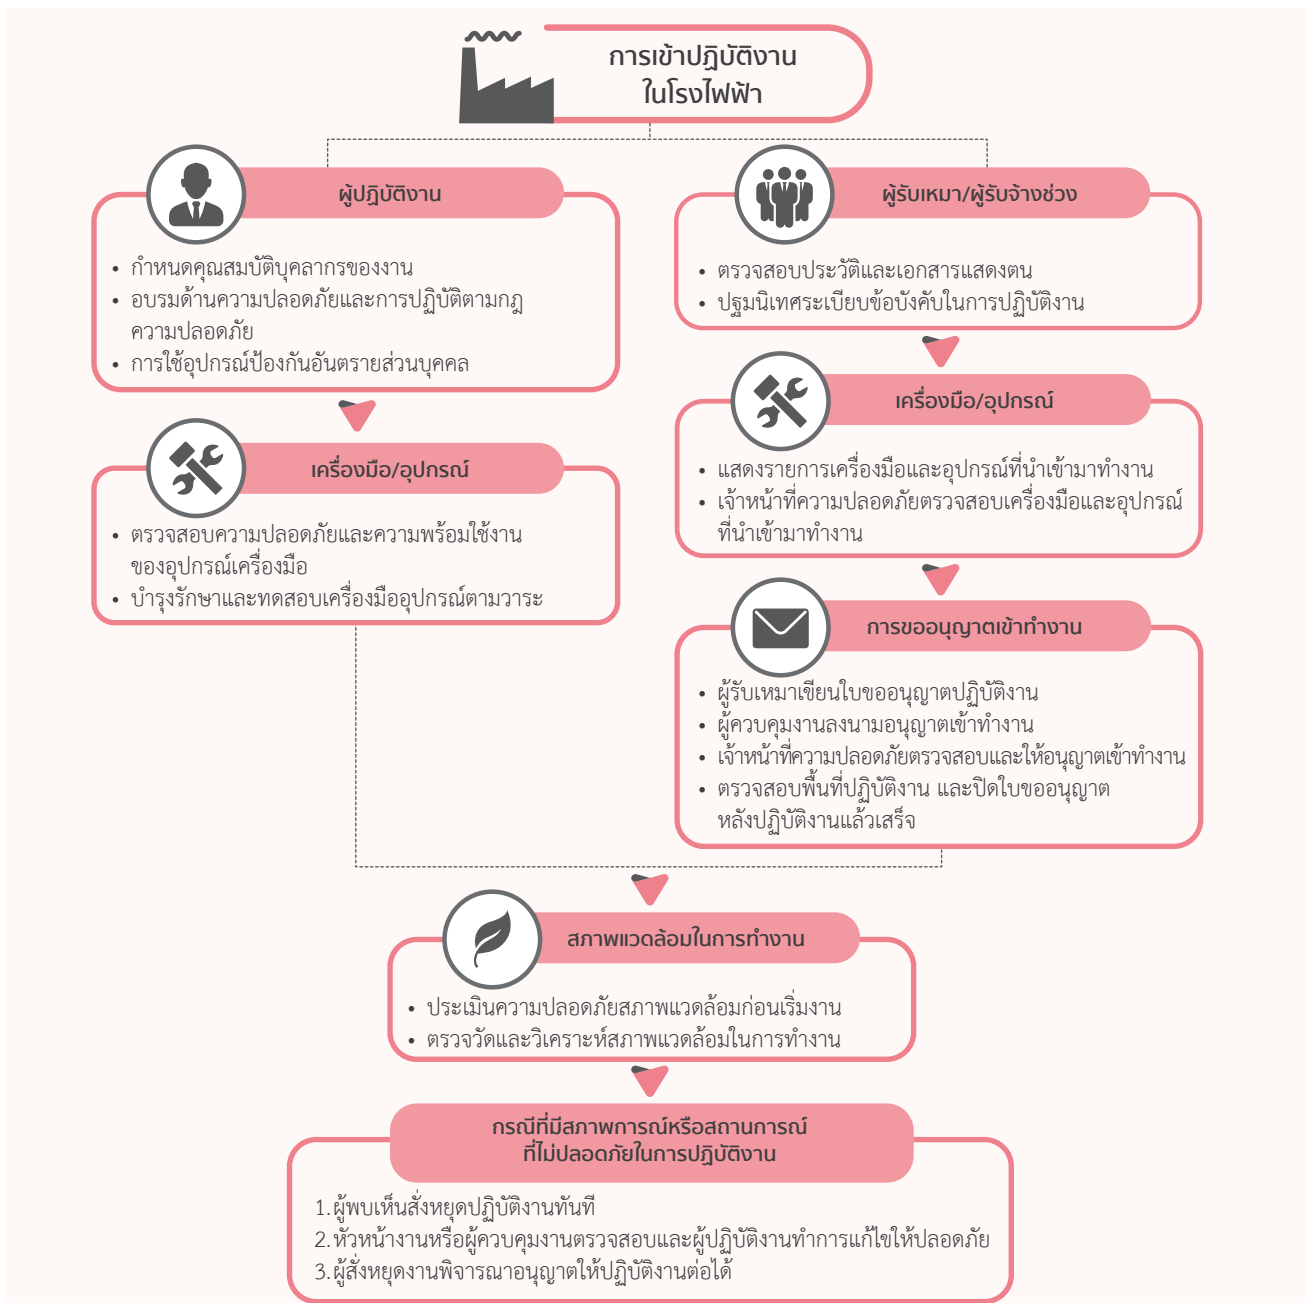 การเข้าปฏิบัติงาน
ในโรงไฟฟ้า
ผู้ปฏิบัติงาน
• กำหนดคุณสมบัติบุคลากรของงาน
• อบรมด้านความปลอดภัยและการปฏิบัติตามกฎ
ความปลอดภัย
• การใช้อุปกรณ์ป้องกันอันตรายส่วนบุคคล
เครื่องมือ/อุปกรณ์
• ตรวจสอบความปลอดภัยและความพร้อมใช้งาน
ของอุปกรณ์เครื่องมือ
• บำรุงรักษาและทดสอบเครื่องมืออุปกรณ์ตามวาระ
ผู้รับเหมา/ผู้รับจ้างช่วง
• ตรวจสอบประวัติและเอกสารแสดงตน
• ปฐมนิเทศระเบียบข้อบังคับในการปฏิบัติงาน
เครื่องมือ/อุปกรณ์
• แสดงรายการเครื่องมือและอุปกรณ์ที่นำเข้ามาทำงาน
• เจ้าหน้าที่ความปลอดภัยตรวจสอบเครื่องมือและอุปกรณ์
ที่นำเข้ามาทำงาน
การขออนุญาตเข้าทำงาน
• ผู้รับเหมาเขียนใบขออนุญาตปฏิบัติงาน
• ผู้ควบคุมงานลงนามอนุญาตเข้าทำงาน
• เจ้าหน้าที่ความปลอดภัยตรวจสอบและให้อนุญาตเข้าทำงาน
• ตรวจสอบพื้นที่ปฏิบัติงาน และปิดใบขออนุญาต
หลังปฏิบัติงานแล้วเสร็จ
สภาพแวดล้อมในการทำงาน
• ประเมินความปลอดภัยสภาพแวดล้อมก่อนเริ่มงาน
• ตรวจวัดและวิเคราะห์สภาพแวดล้อมในการทำงาน
กรณีที่มีสภาพการณ์หรือสถานการณ์
ที่ไม่ปลอดภัยในการปฏิบัติงาน
1. ผู้พบเห็นสั่งหยุดปฏิบัติงานทันที
2. หัวหน้างานหรือผู้ควบคุมงานตรวจสอบและผู้ปฏิบัติงานทำการแก้ไขให้ปลอดภัย
3. ผู้สั่งหยุดงานพิจารณาอนุญาตให้ปฏิบัติงานต่อได้